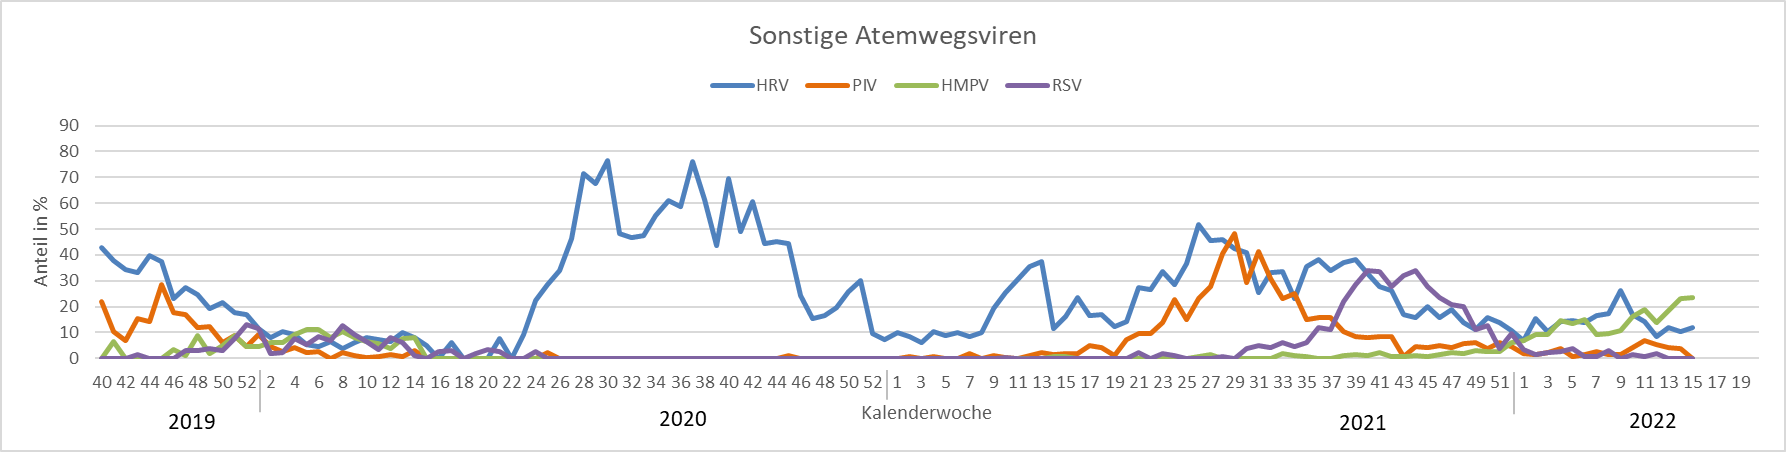 Sonstige Atemwegsviren
HRV PIV HMPV RSV
90
80
70
60
50
40
30
20
10
0
Anteil in %
40 42 44 46 48 50 52 2 4 6 8 10 12 14 16 18 20 22 24 26 28 30 32 34 36 38 40 42 44 46 48 50 52 1 3 5 7 9 11 13 15 17 19 21 23 25 27 29 31 33 35 37 39 41 43 45 47 49 51 1 3 5 7 9 11 13 15 17 19
Kalenderwoche
2019 2020 2021 2022